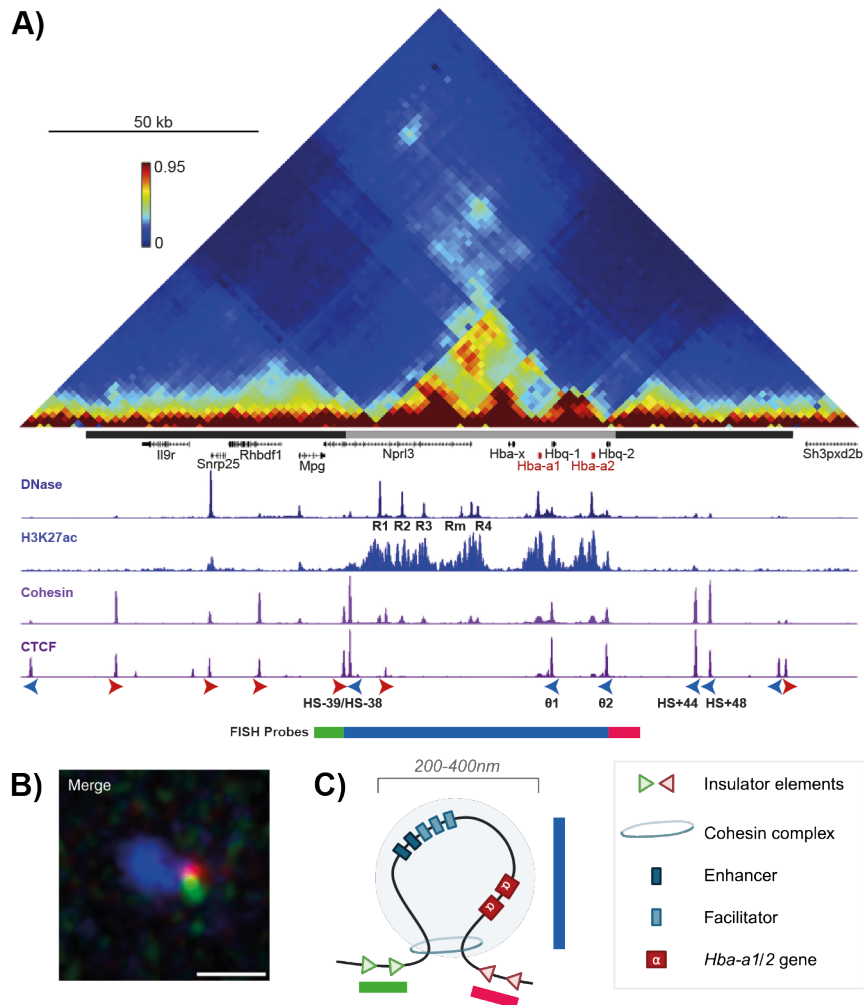 A)
50 kb
0.95
0
Il9r
Snrp25
Rhbdf1
Mpg
Nprl3
Hba-x
Hba-a1
Hbq-1
Hba-a2
Hbq-2
Sh3pxd2b
DNase
R1 R2 R3 Rm R4
H3K27ac
Cohesin
CTCF
HS-39/HS-38 θ1 θ2 HS+44 HS+48
FISH Probes
B)
Merge
C)
200-400nm
α
α
Insulator elements
Cohesin complex
Enhancer
Facilitator
α Hba-a1/2 gene